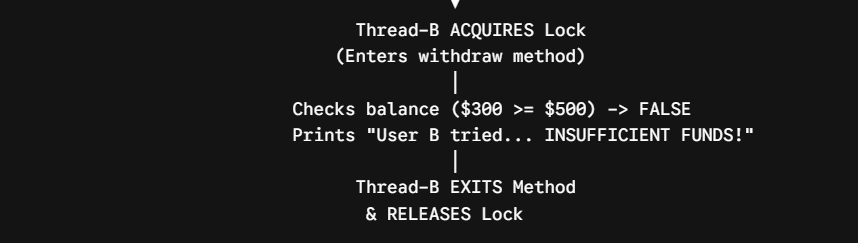 ▼
Thread-B ACQUIRES Lock
(Enters withdraw method)
|
Checks balance ($300 >= $500) -> FALSE
Prints "User B tried... INSUFFICIENT FUNDS!"
|
Thread-B EXITS Method
& RELEASES Lock